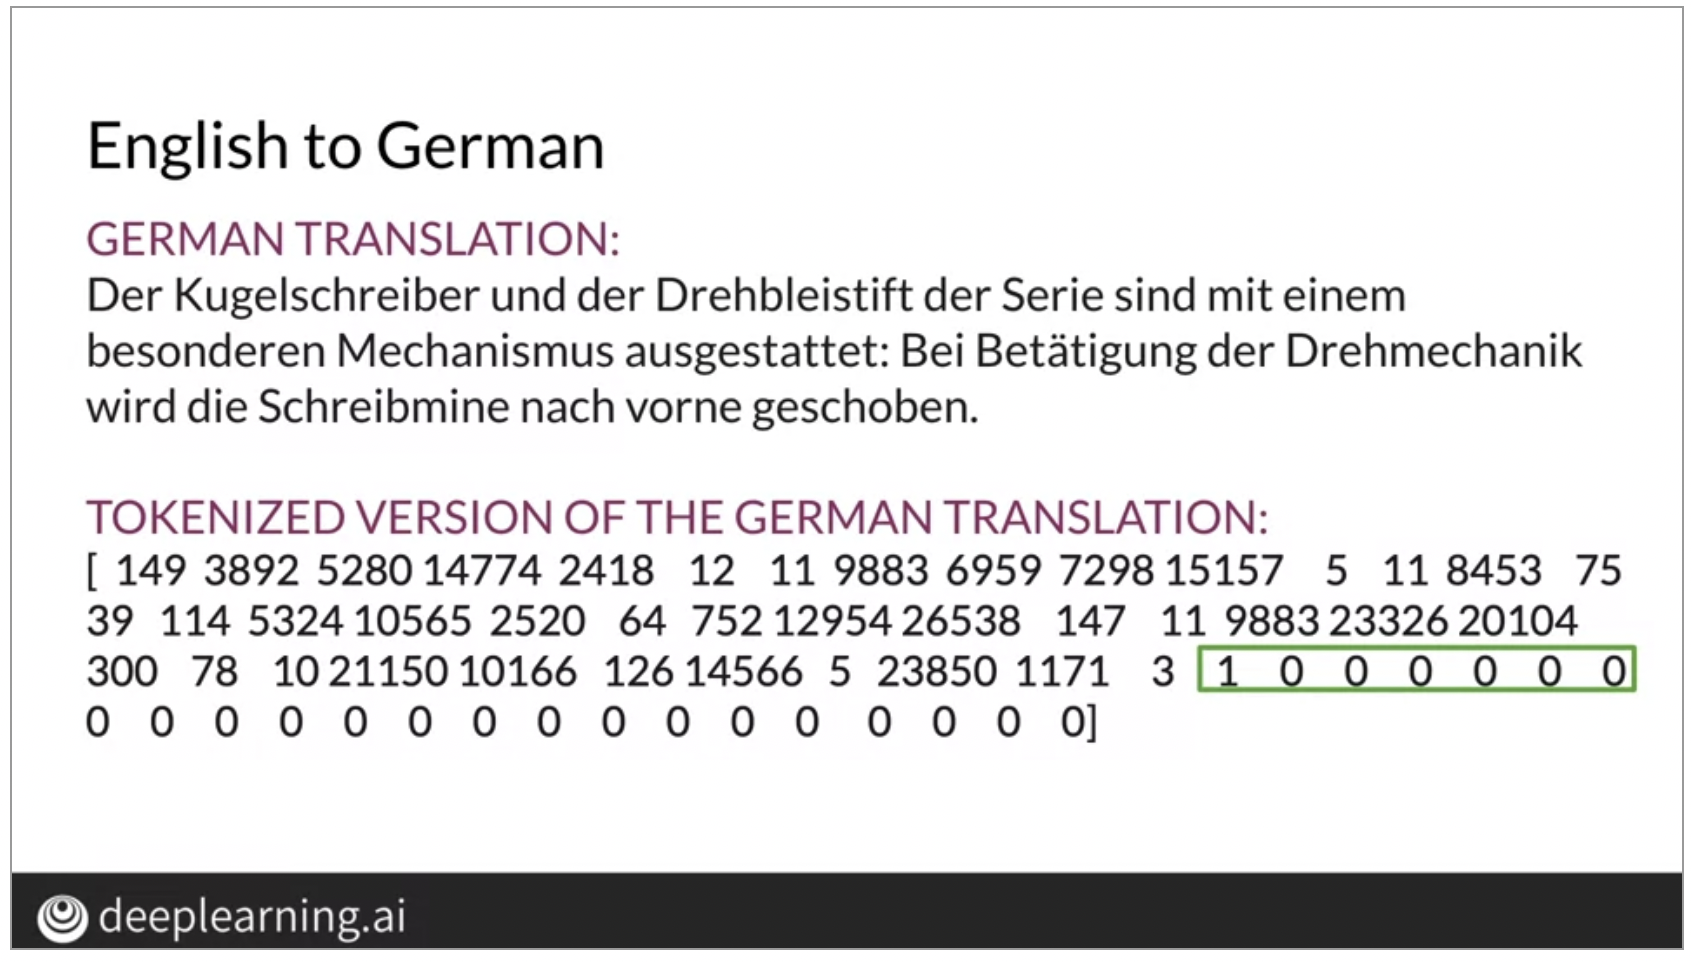 English to German
GERMAN TRANSLATION:
Der Kugelschreiber und der Drehbleistift der Serie sind mit einem
besonderen Mechanismus ausgestattet: Bei Betätigung der Drehmechanik
wird die Schreibmine nach vorne geschoben.
TOKENIZED VERSION OF THE GERMAN TRANSLATION:
[ 149 3892 5280 14774 2418 12 11 9883 6959 7298 15157 5 11 8453 75
39 114 5324 10565 2520 64 752 12954 26538 147 11 9883 23326 20104
300 78 10 21150 10166 126 14566 5 23850 1171 3 1 0 0 0 0 0 0
0 0 0 0 0 0 0 0 0 0 0 0 0 0 0 0]
deeplearning.ai